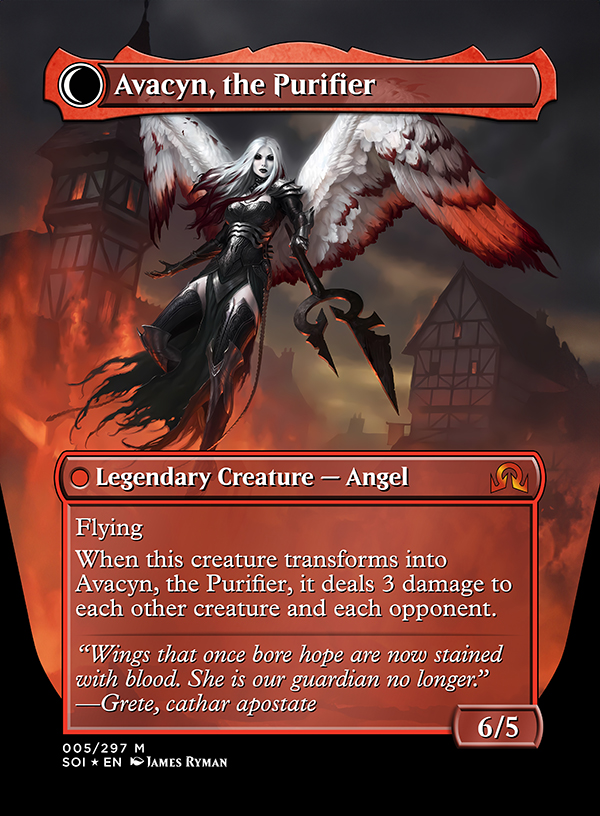 Avacyn, the Purifier
Legendary Creature — Angel
Flying
When this creature transforms into
Avacyn, the Purifier, it deals 3 damage to
each other creature and each opponent.
“Wings that once bore hope are now stained
with blood. She is our guardian no longer.”
—Grete, cathar apostate
6/5
005/297 M
SOI ★ EN James Ryman